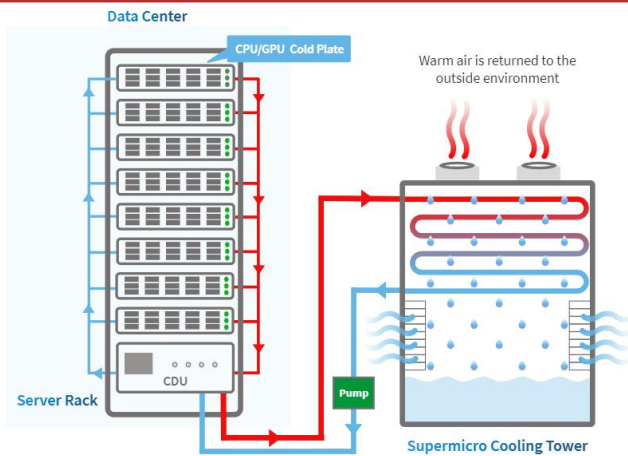 Data Center
CPU/GPU Cold Plate
Warm air is returned to the
outside environment
CDU
Server Rack
Pump
Supermicro Cooling Tower